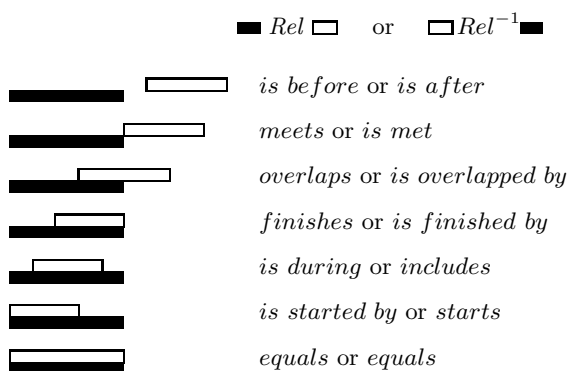 Rel or Rel⁻¹
is before or is after
meets or is met
overlaps or is overlapped by
finishes or is finished by
is during or includes
is started by or starts
equals or equals